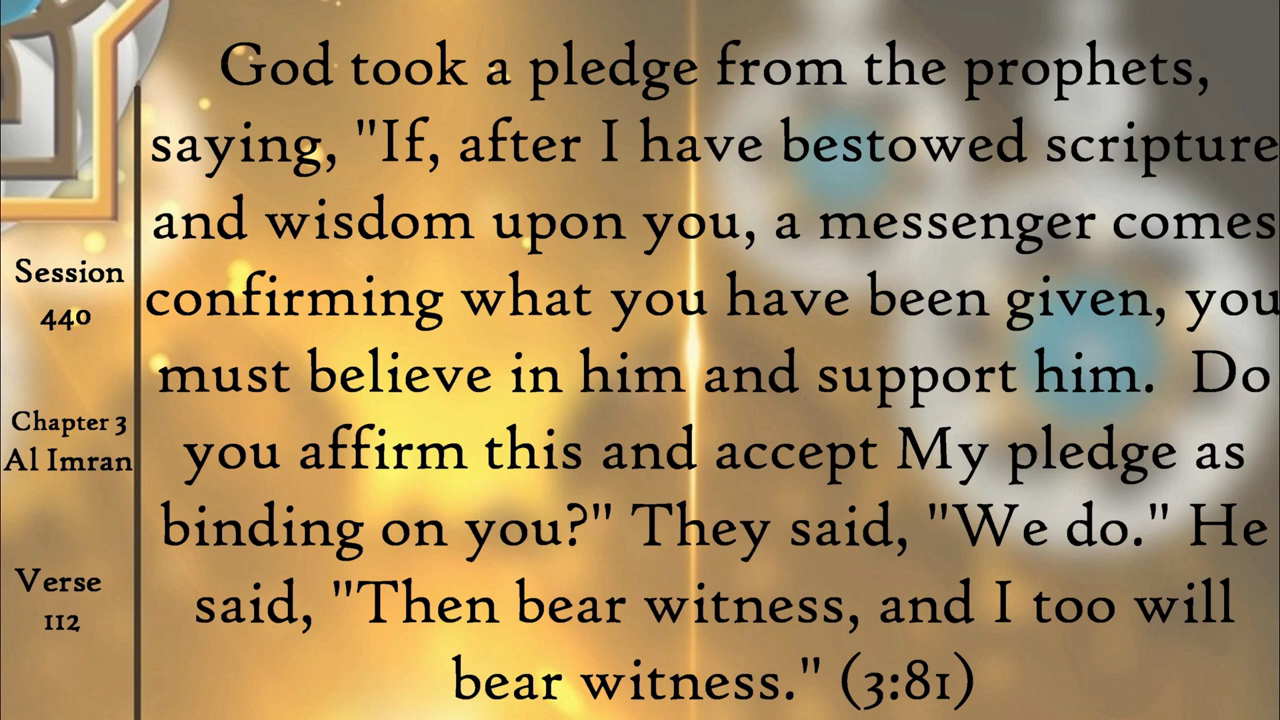 God took a pledge from the prophets,
saying, "If, after I have bestowed scripture
and wisdom upon you, a messenger comes
confirming what you have been given, you
must believe in him and support him.  Do
you affirm this and accept My pledge as
binding on you?" They said, "We do." He
said, "Then bear witness, and I too will
bear witness." (3:81)
Session
440
Chapter 3
Al Imran
Verse
112